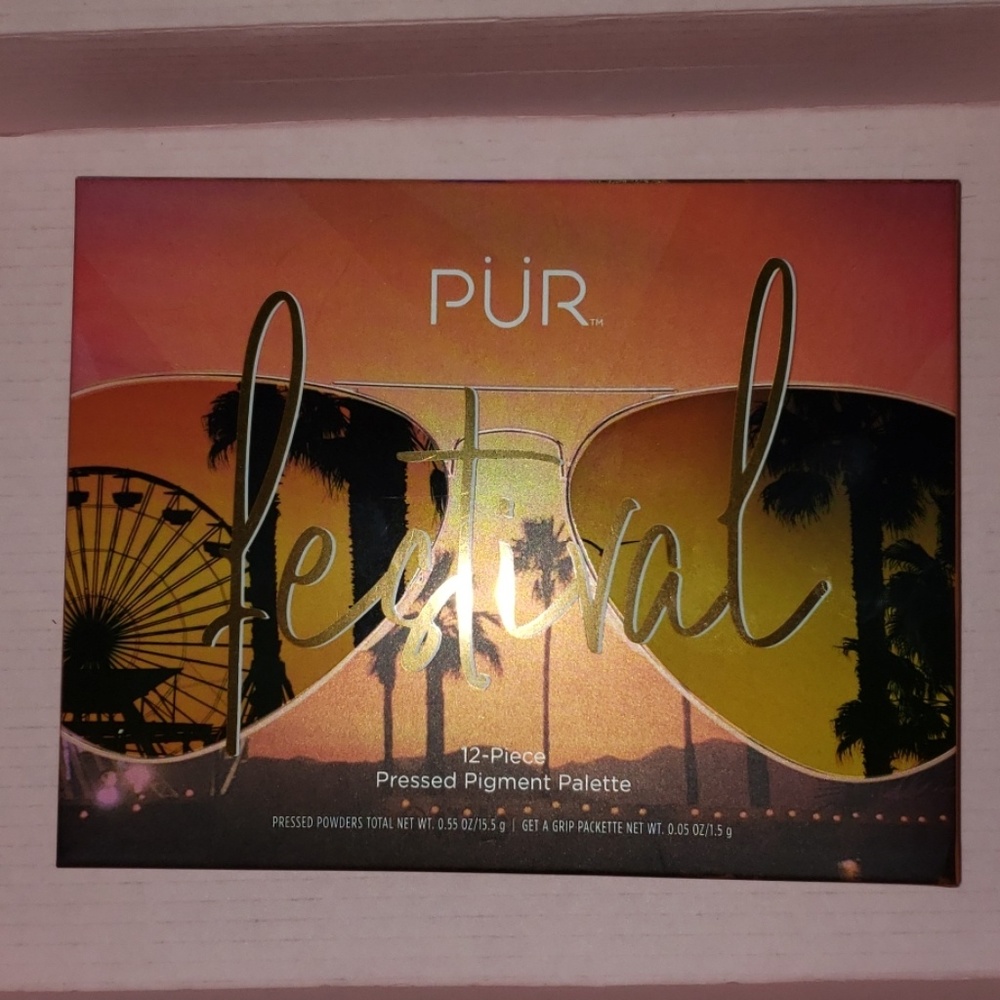 PÜR™
festival
12-Piece
Pressed Pigment Palette
PRESSED POWDERS TOTAL NET WT. 0.55 OZ/15.5 g | GET A GRIP PACKETTE NET WT. 0.05 OZ/1.5 g